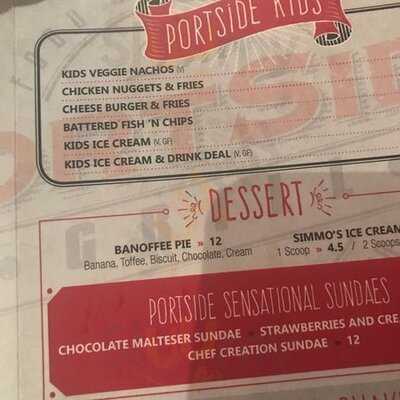 PORTSIDE KIDS
KIDS VEGGIE NACHOS (V)
CHICKEN NUGGETS & FRIES
CHEESE BURGER & FRIES
BATTERED FISH 'N CHIPS
KIDS ICE CREAM (V, GF)
KIDS ICE CREAM & DRINK DEAL (V, GF)
DESSERT
BANOFFEE PIE » 12
Banana, Toffee, Biscuit, Chocolate, Cream
SIMMO'S ICE CREAM
1 Scoop » 4.5 / 2 Scoops
PORTSIDE SENSATIONAL SUNDAES
CHOCOLATE MALTESER SUNDAE » STRAWBERRIES AND CRE
CHEF CREATION SUNDAE » 12